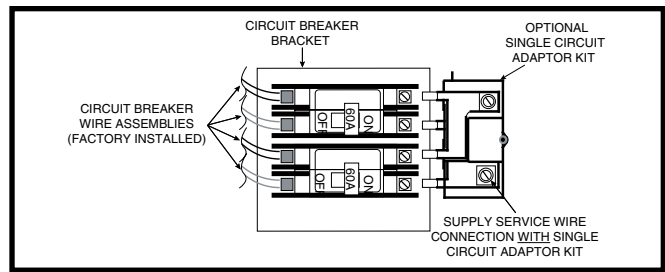 CIRCUIT BREAKER
BRACKET
OPTIONAL
SINGLE CIRCUIT
ADAPTOR KIT
CIRCUIT BREAKER
WIRE ASSEMBLIES
(FACTORY INSTALLED)
OFF
60A
ON
OFF
60A
ON
SUPPLY SERVICE WIRE
CONNECTION WITH SINGLE
CIRCUIT ADAPTOR KIT